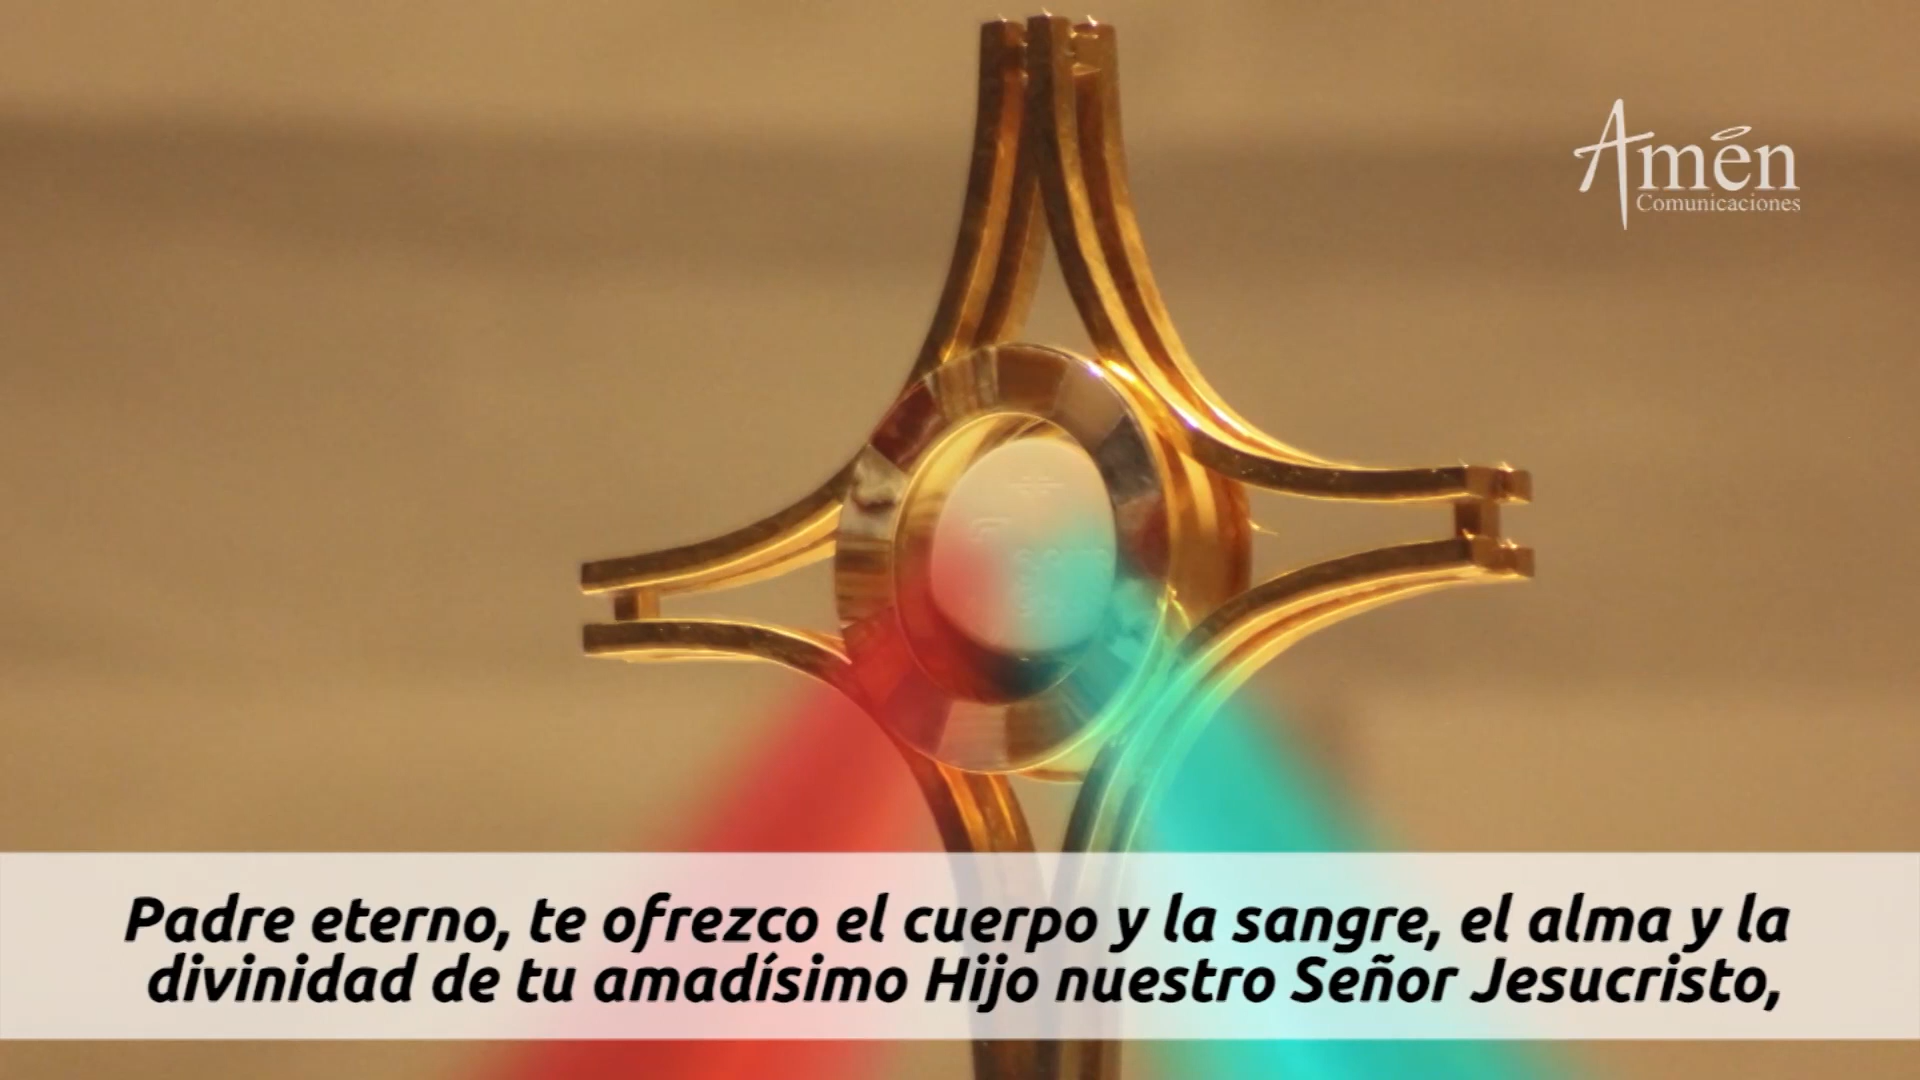 Amén
Comunicaciones
Padre eterno, te ofrezco el cuerpo y la sangre, el alma y la
divinidad de tu amadísimo Hijo nuestro Señor Jesucristo,